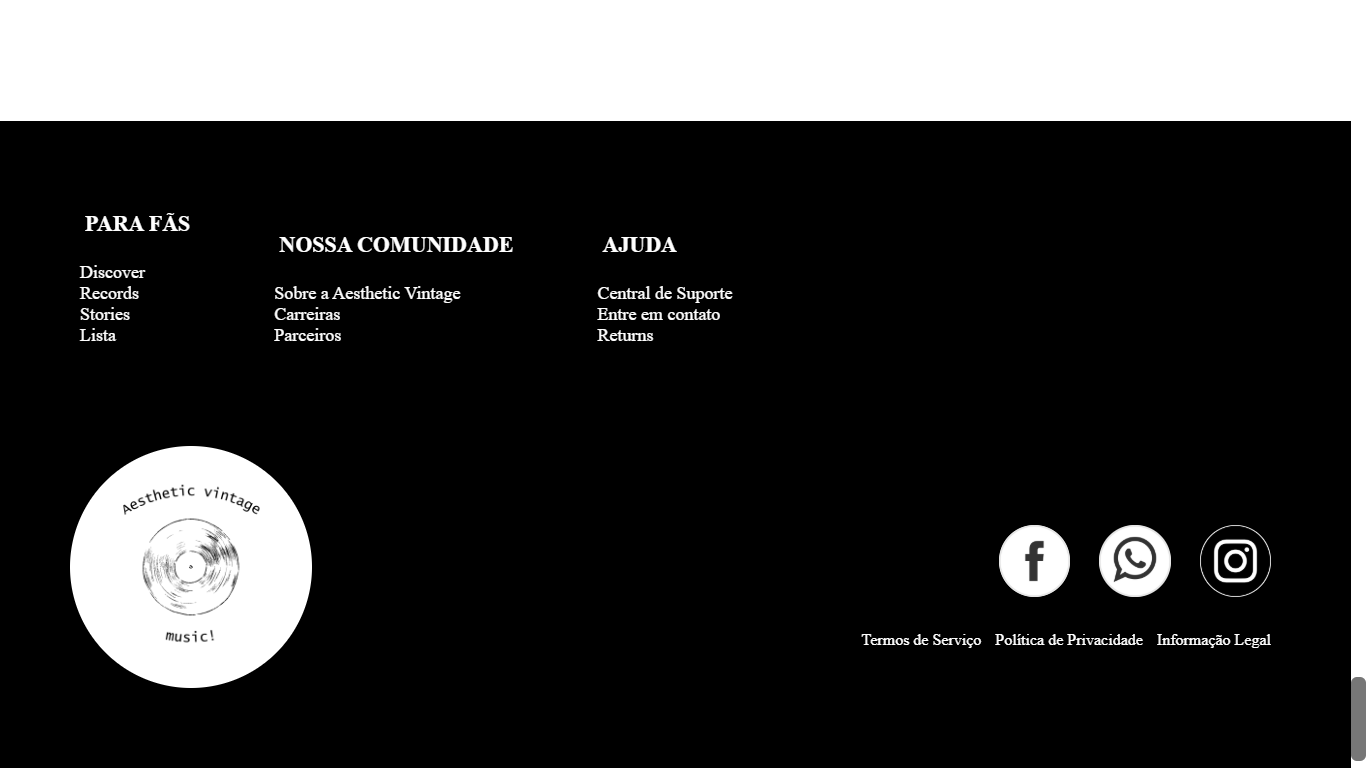 PARA FÃS
Discover
Records
Stories
Lista
NOSSA COMUNIDADE
Sobre a Aesthetic Vintage
Carreiras
Parceiros
AJUDA
Central de Suporte
Entre em contato
Returns
Aesthetic vintage
music!
Termos de Serviço Política de Privacidade Informação Legal